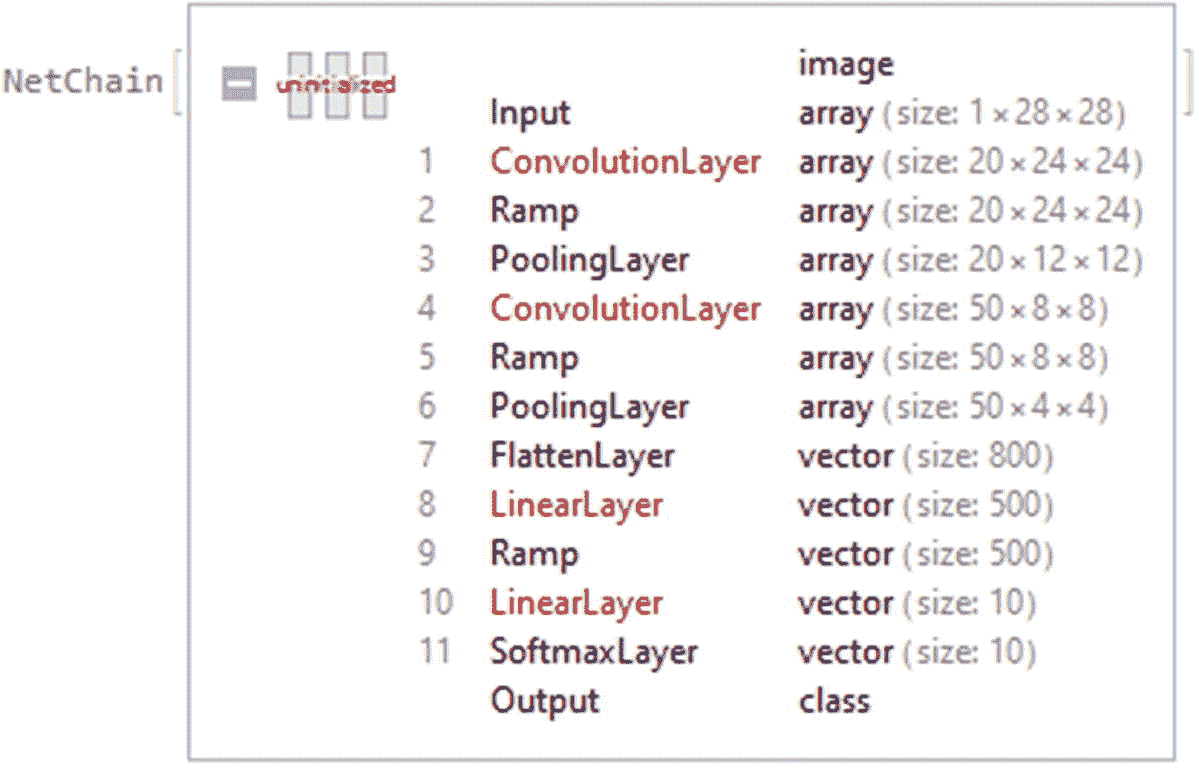 image
NetChain[ uninitialized ]
Input array (size: 1×28×28)
1 ConvolutionLayer array (size: 20×24×24)
2 Ramp array (size: 20×24×24)
3 PoolingLayer array (size: 20×12×12)
4 ConvolutionLayer array (size: 50×8×8)
5 Ramp array (size: 50×8×8)
6 PoolingLayer array (size: 50×4×4)
7 FlattenLayer vector (size: 800)
8 LinearLayer vector (size: 500)
9 Ramp vector (size: 500)
10 LinearLayer vector (size: 10)
11 SoftmaxLayer vector (size: 10)
Output class